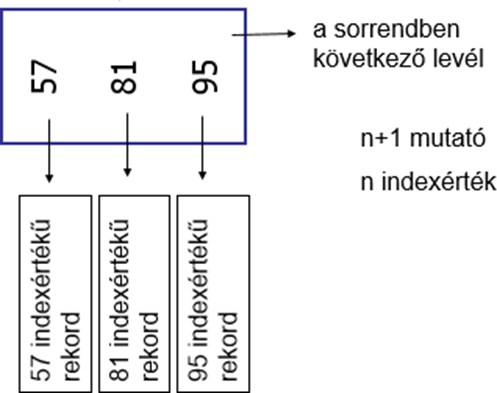 57
81
95
a sorrendben
következő levél
n+1 mutató
n indexérték
57 indexértékű
rekord
81 indexértékű
rekord
95 indexértékű
rekord